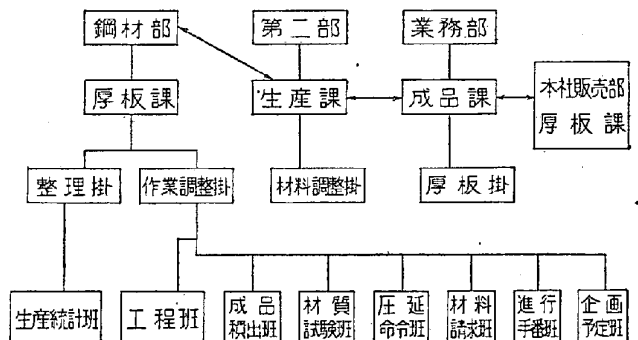 鋼材部 第二部 業務部
厚板課 生産課 成品課 本社販売部
厚板課
整理掛 作業調整掛 材料調整掛 厚板掛
生産統計班 工程班 成品 材質 圧延 材料 進行 企画
積出班 試験班 命令班 請求班 手番班 予定班